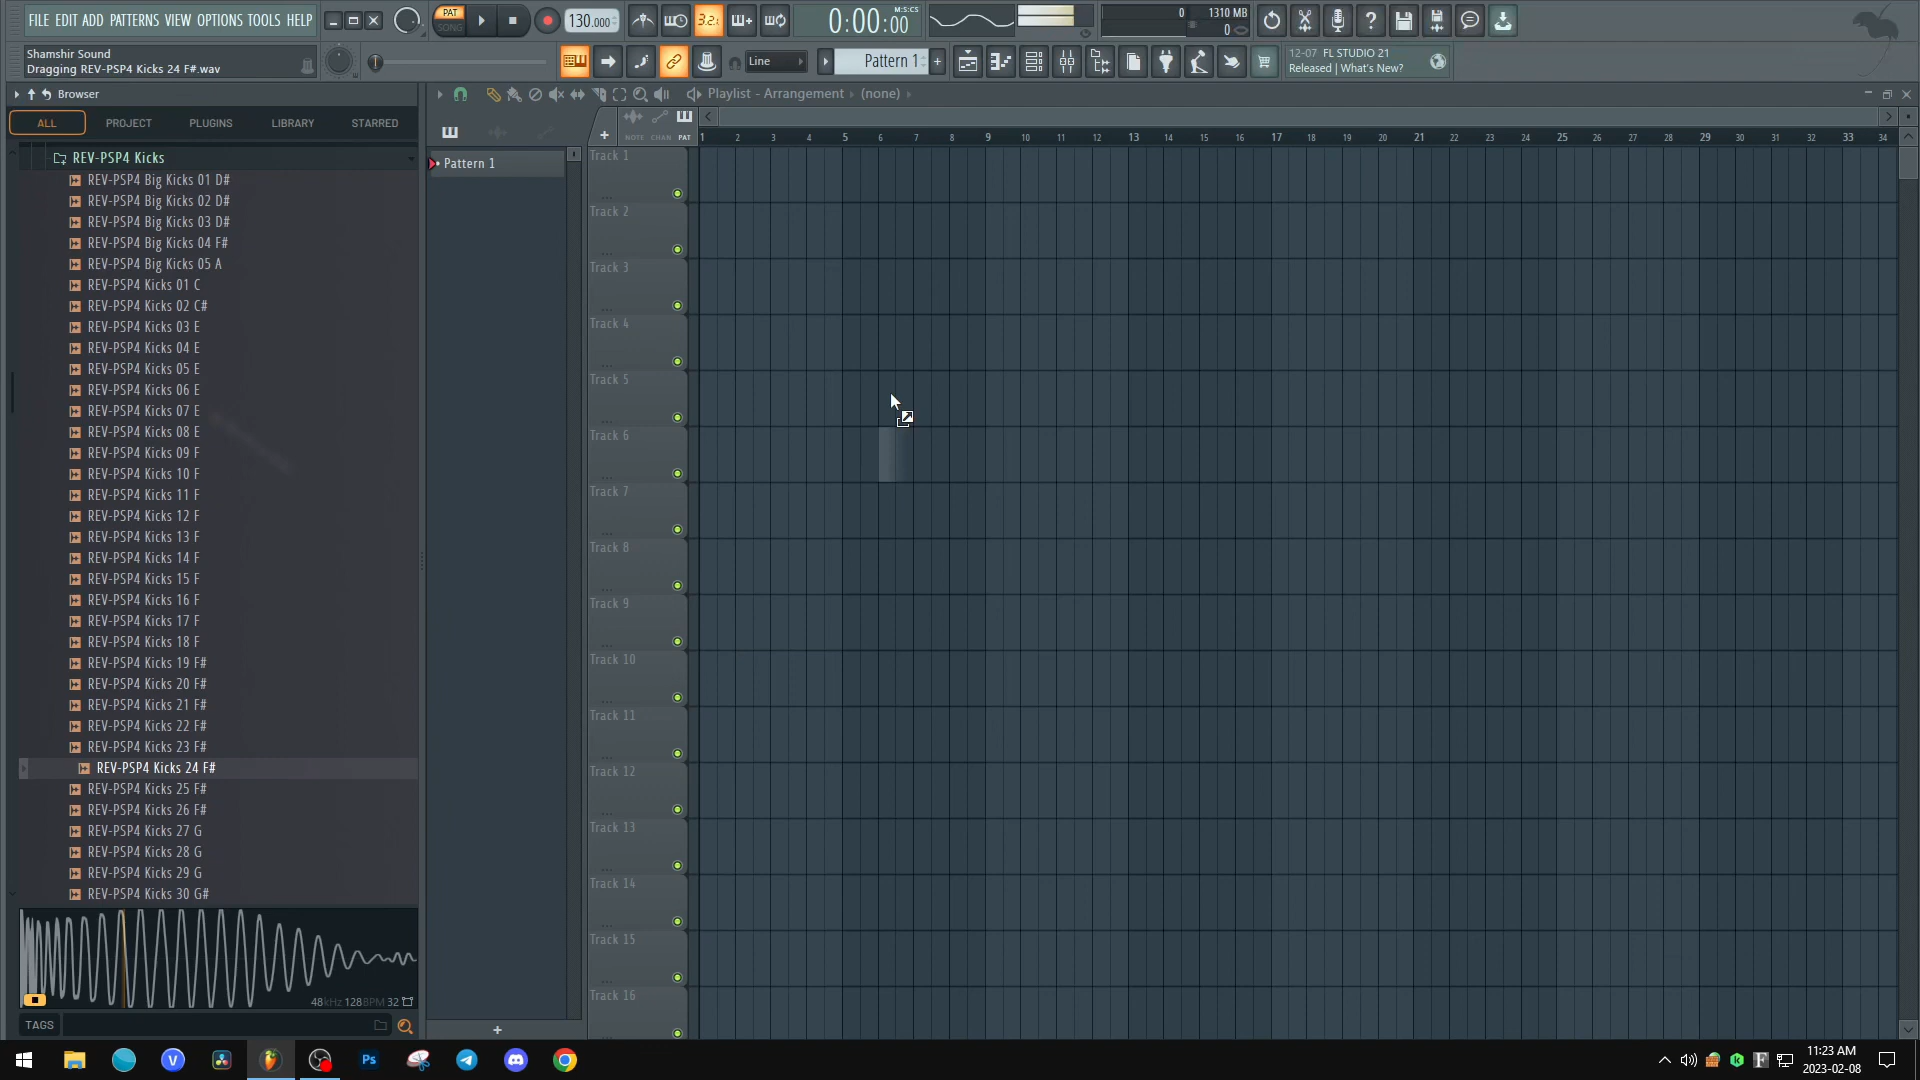 FILE EDIT ADD PATTERNS VIEW OPTIONS TOOLS HELP
PAT
SONG
130.000
3.2.
0:00:00
M:S:CS
0
1310 MB
0
Shamshir Sound
Dragging REV-PSP4 Kicks 24 F#.wav
Line
Pattern 1
+
12-07 FL STUDIO 21
Released | What's New?
Browser
Playlist - Arrangement
(none)
ALL
PROJECT
PLUGINS
LIBRARY
STARRED
NOTE
CHAN
PAT
1 2 3 4 5 6 7 8 9 10 11 12 13 14 15 16 17 18 19 20 21 22 23 24 25 26 27 28 29 30 31 32 33 34
REV-PSP4 Kicks
REV-PSP4 Big Kicks 01 D#
REV-PSP4 Big Kicks 02 D#
REV-PSP4 Big Kicks 03 D#
REV-PSP4 Big Kicks 04 F#
REV-PSP4 Big Kicks 05 A
REV-PSP4 Kicks 01 C
REV-PSP4 Kicks 02 C#
REV-PSP4 Kicks 03 E
REV-PSP4 Kicks 04 E
REV-PSP4 Kicks 05 E
REV-PSP4 Kicks 06 E
REV-PSP4 Kicks 07 E
REV-PSP4 Kicks 08 E
REV-PSP4 Kicks 09 F
REV-PSP4 Kicks 10 F
REV-PSP4 Kicks 11 F
REV-PSP4 Kicks 12 F
REV-PSP4 Kicks 13 F
REV-PSP4 Kicks 14 F
REV-PSP4 Kicks 15 F
REV-PSP4 Kicks 16 F
REV-PSP4 Kicks 17 F
REV-PSP4 Kicks 18 F
REV-PSP4 Kicks 19 F#
REV-PSP4 Kicks 20 F#
REV-PSP4 Kicks 21 F#
REV-PSP4 Kicks 22 F#
REV-PSP4 Kicks 23 F#
REV-PSP4 Kicks 24 F#
REV-PSP4 Kicks 25 F#
REV-PSP4 Kicks 26 F#
REV-PSP4 Kicks 27 G
REV-PSP4 Kicks 28 G
REV-PSP4 Kicks 29 G
REV-PSP4 Kicks 30 G#
48kHz 128BPM 32
TAGS
Pattern 1
+
Track 1
Track 2
Track 3
Track 4
Track 5
Track 6
Track 7
Track 8
Track 9
Track 10
Track 11
Track 12
Track 13
Track 14
Track 15
Track 16
V
Ps
F
11:23 AM
2023-02-08